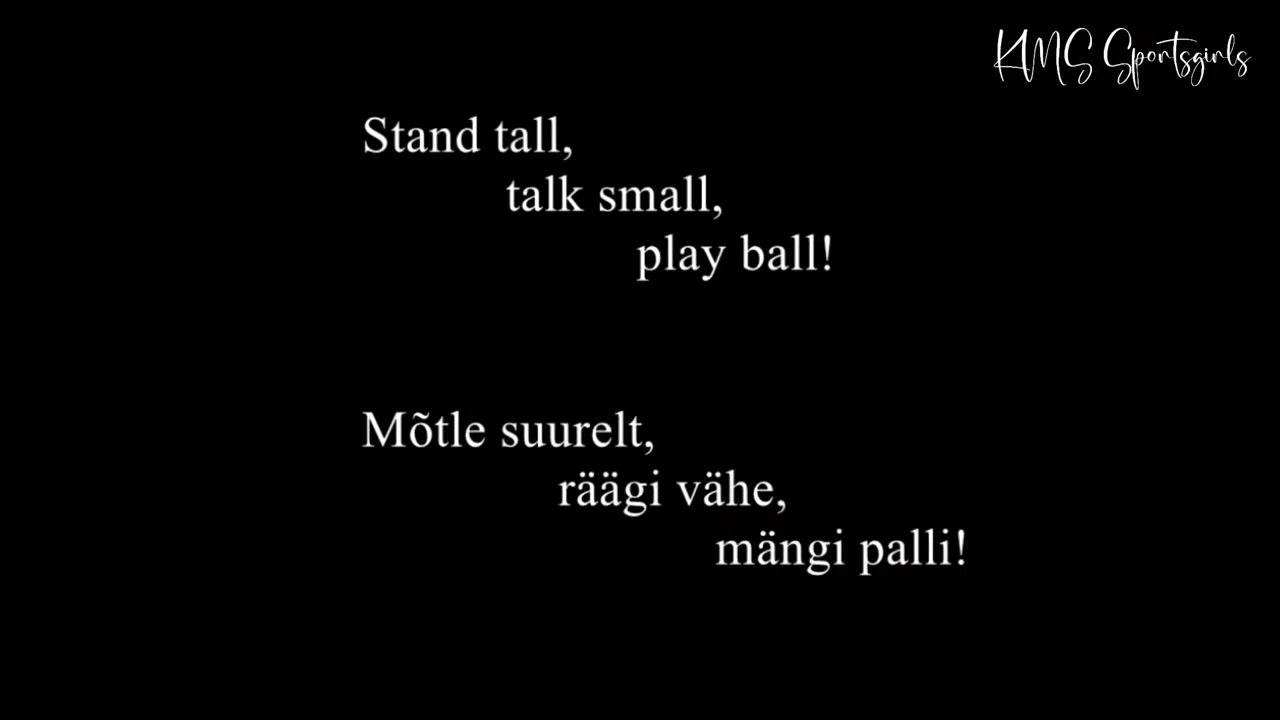 KMS Sportsgirls
Stand tall,
talk small,
play ball!
Mõtle suurelt,
räägi vähe,
mängi palli!